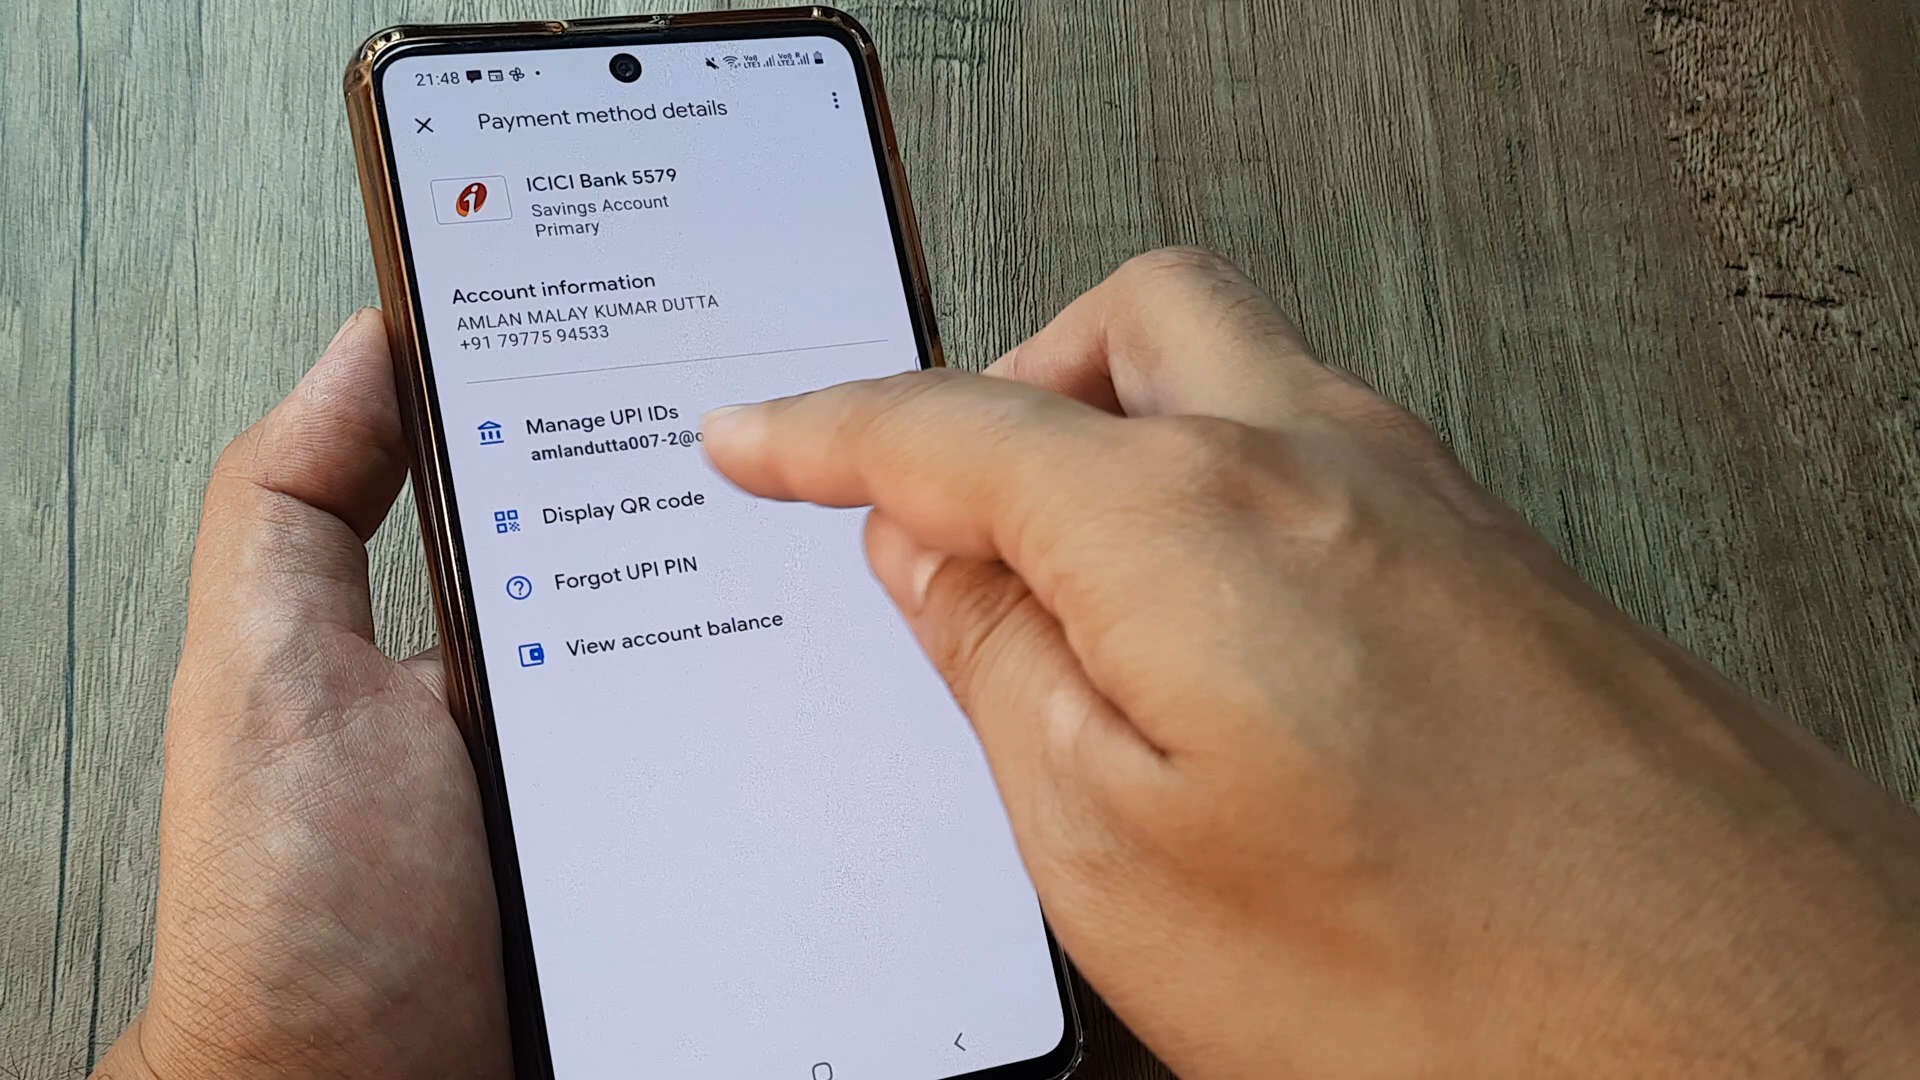 21:48
Payment method details
ICICI Bank 5579
Savings Account
Primary
Account information
AMLAN MALAY KUMAR DUTTA
+91 79775 94533
Manage UPI IDs
amlandutta007-2@o
Display QR code
Forgot UPI PIN
View account balance